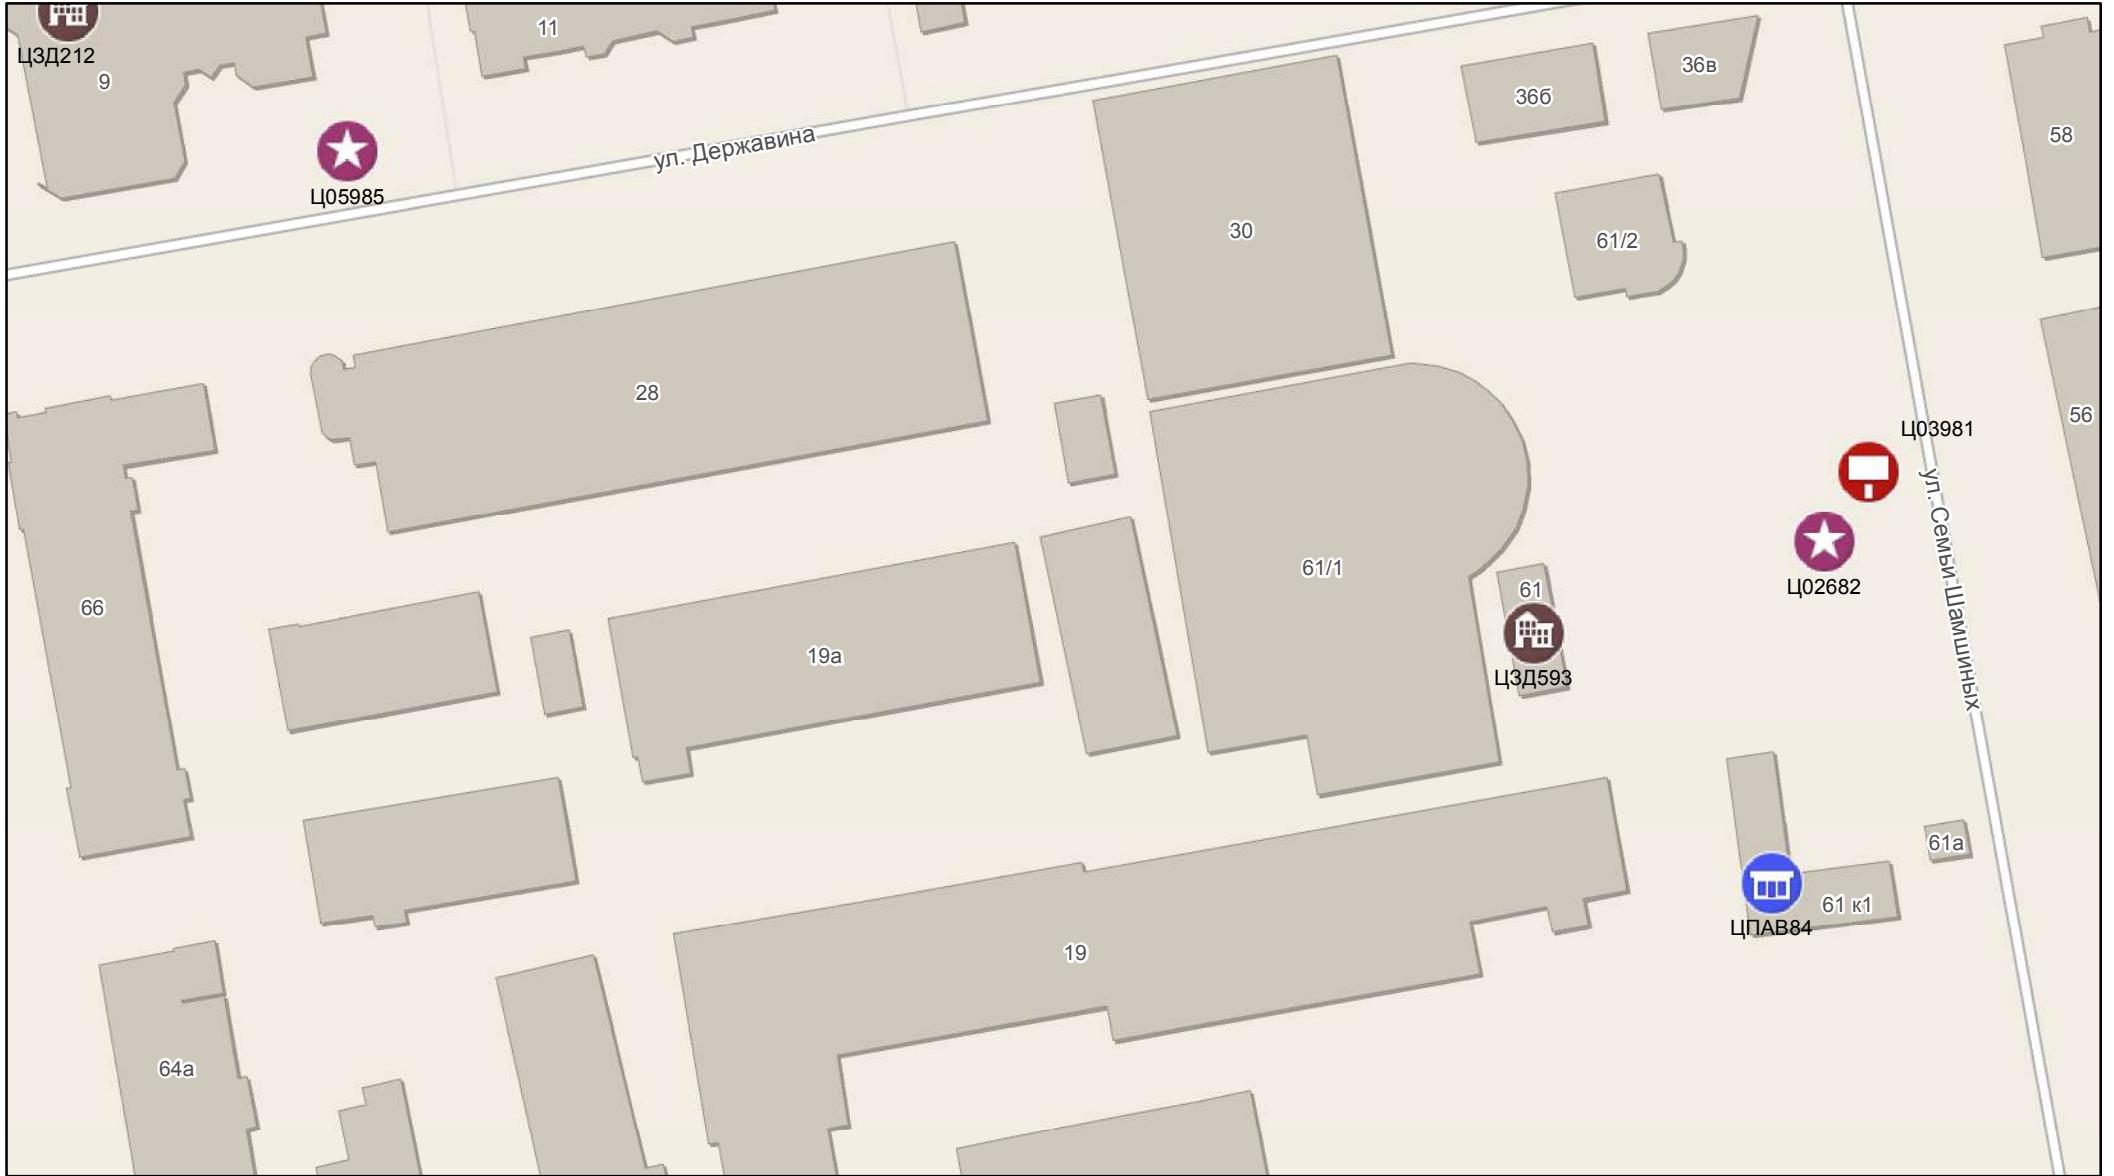 ЦЗД212
9
11
Ц05985
ул. Державина
36б
36в
58
30
61/2
28
56
Ц03981
ул. Семьи Шамшиных
Ц02682
66
61/1
61
19а
ЦЗД593
61а
61 к1
ЦПАВ84
19
64а